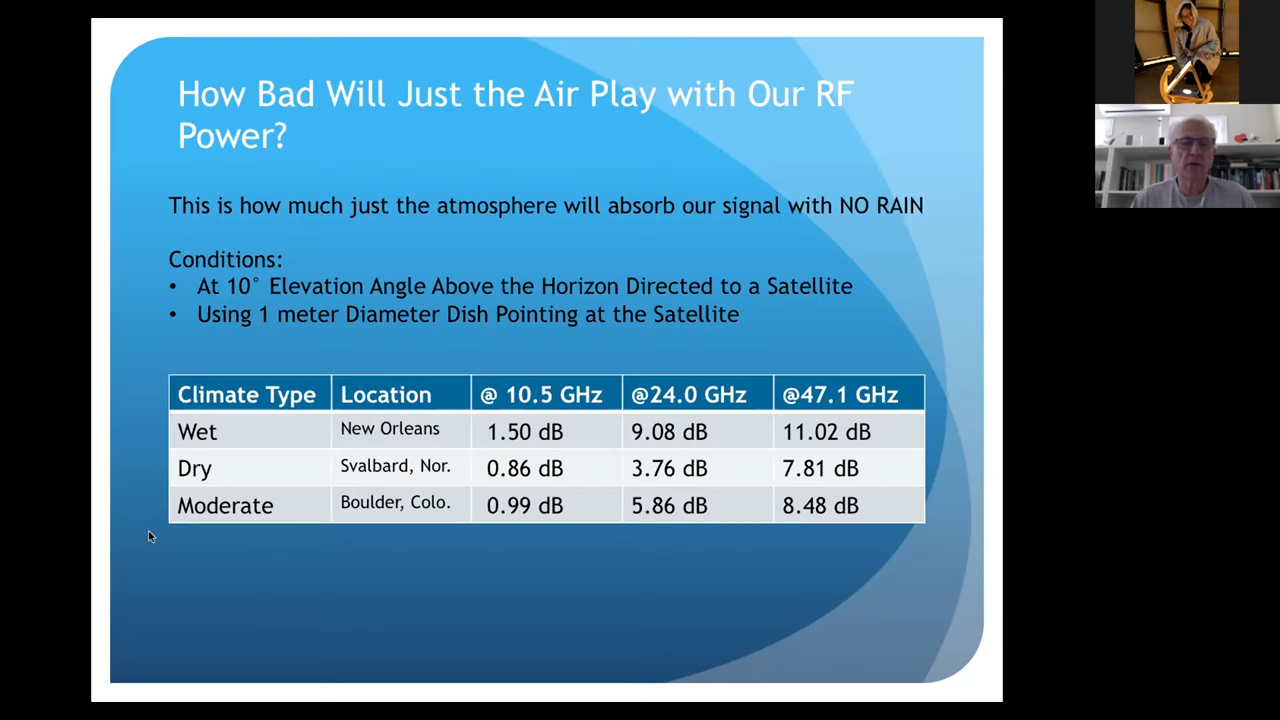 How Bad Will Just the Air Play with Our RF
Power?
This is how much just the atmosphere will absorb our signal with NO RAIN
Conditions:
• At 10° Elevation Angle Above the Horizon Directed to a Satellite
• Using 1 meter Diameter Dish Pointing at the Satellite
Climate Type Location @ 10.5 GHz @24.0 GHz @47.1 GHz
Wet New Orleans 1.50 dB 9.08 dB 11.02 dB
Dry Svalbard, Nor. 0.86 dB 3.76 dB 7.81 dB
Moderate Boulder, Colo. 0.99 dB 5.86 dB 8.48 dB